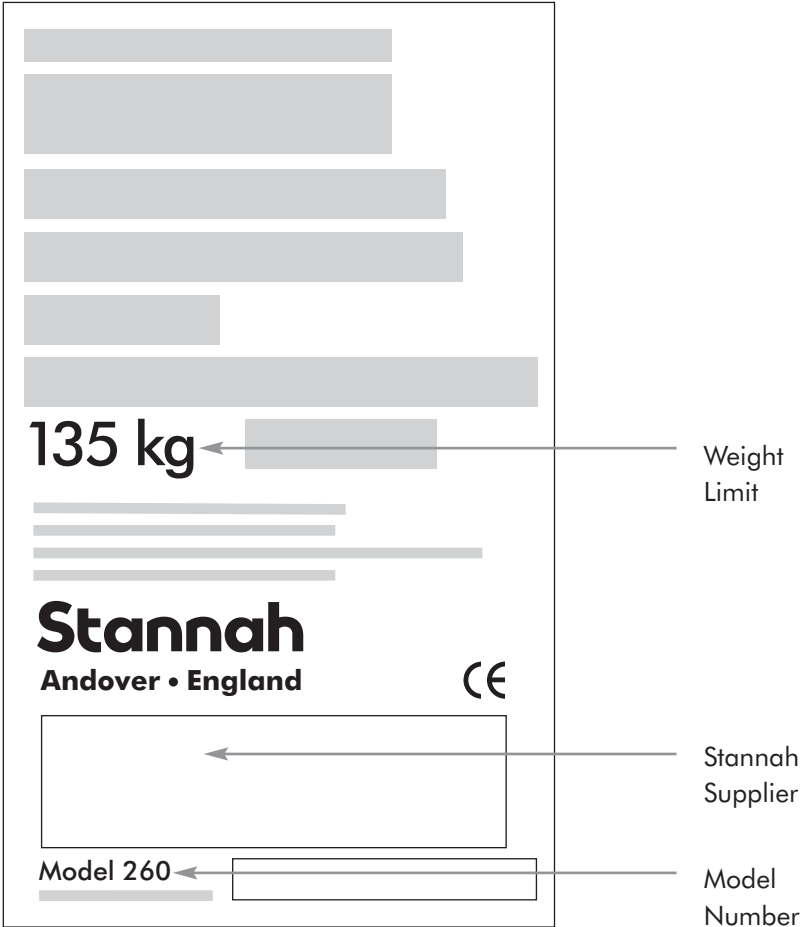 135 kg
Weight
Limit
Stannah
Andover • England
CE
Stannah
Supplier
Model 260
Model
Number